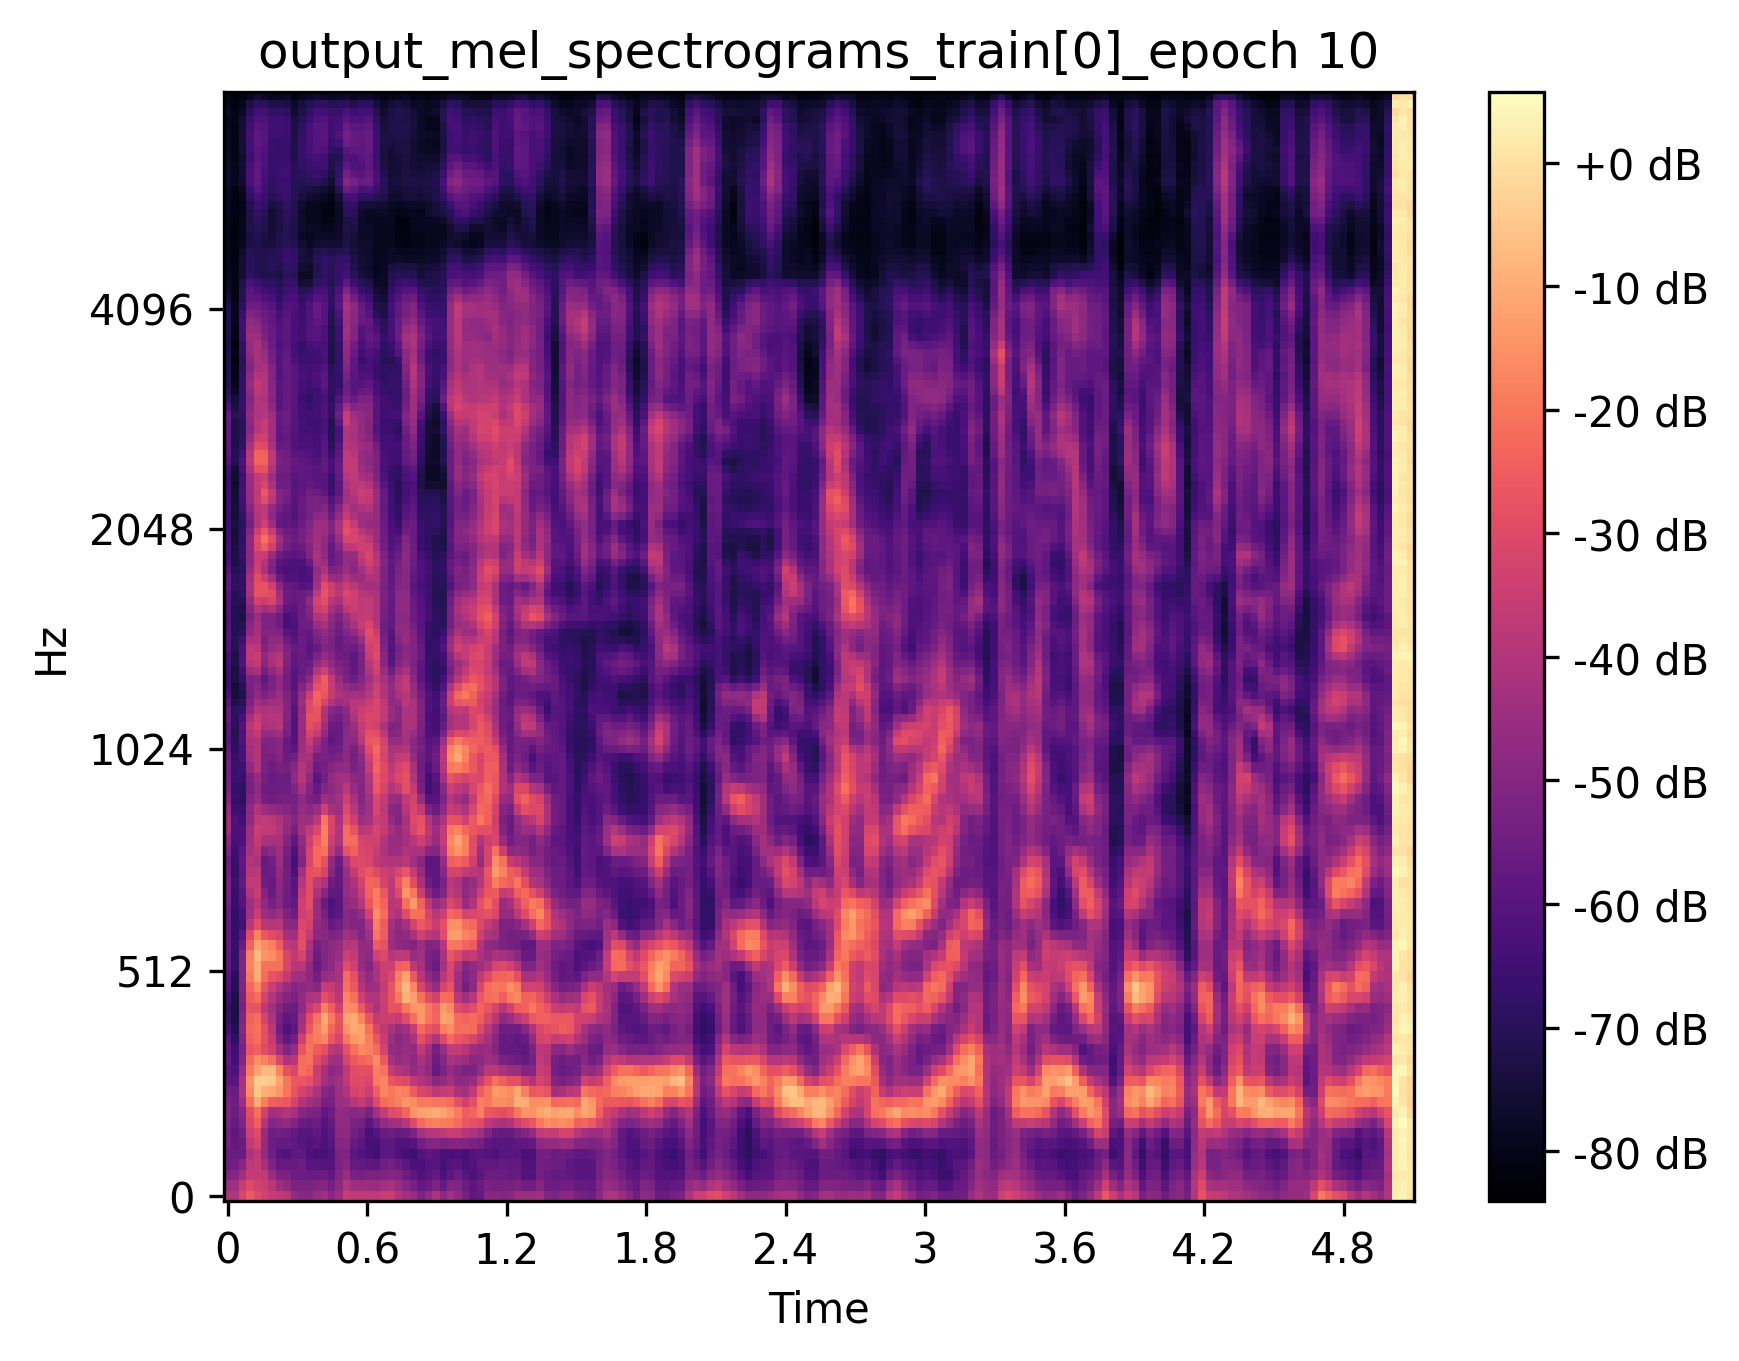 output_mel_spectrograms_train[0]_epoch 10
Hz
4096
2048
1024
512
0
0 0.6 1.2 1.8 2.4 3 3.6 4.2 4.8
Time
+0 dB
-10 dB
-20 dB
-30 dB
-40 dB
-50 dB
-60 dB
-70 dB
-80 dB